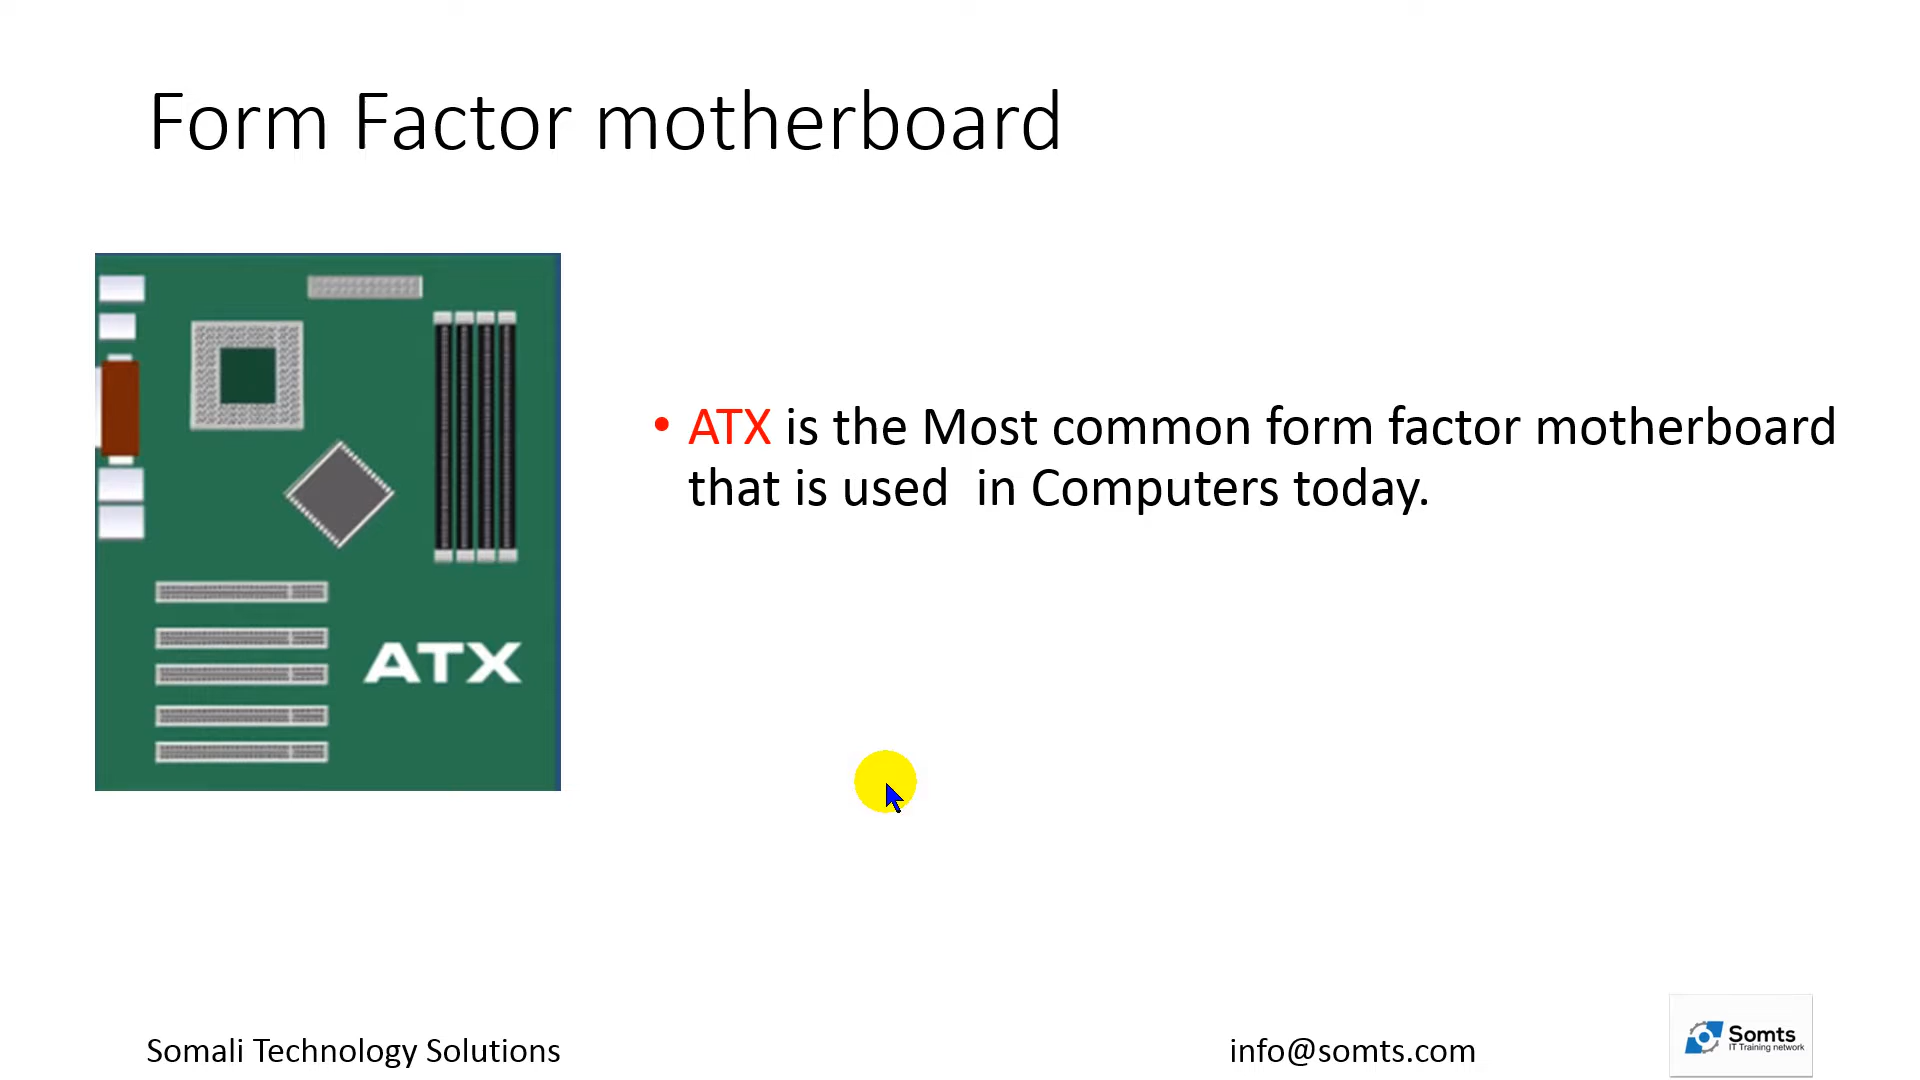 Form Factor motherboard
ATX
• ATX is the Most common form factor motherboard
that is used  in Computers today.
Somali Technology Solutions
info@somts.com
Somts
IT Training network